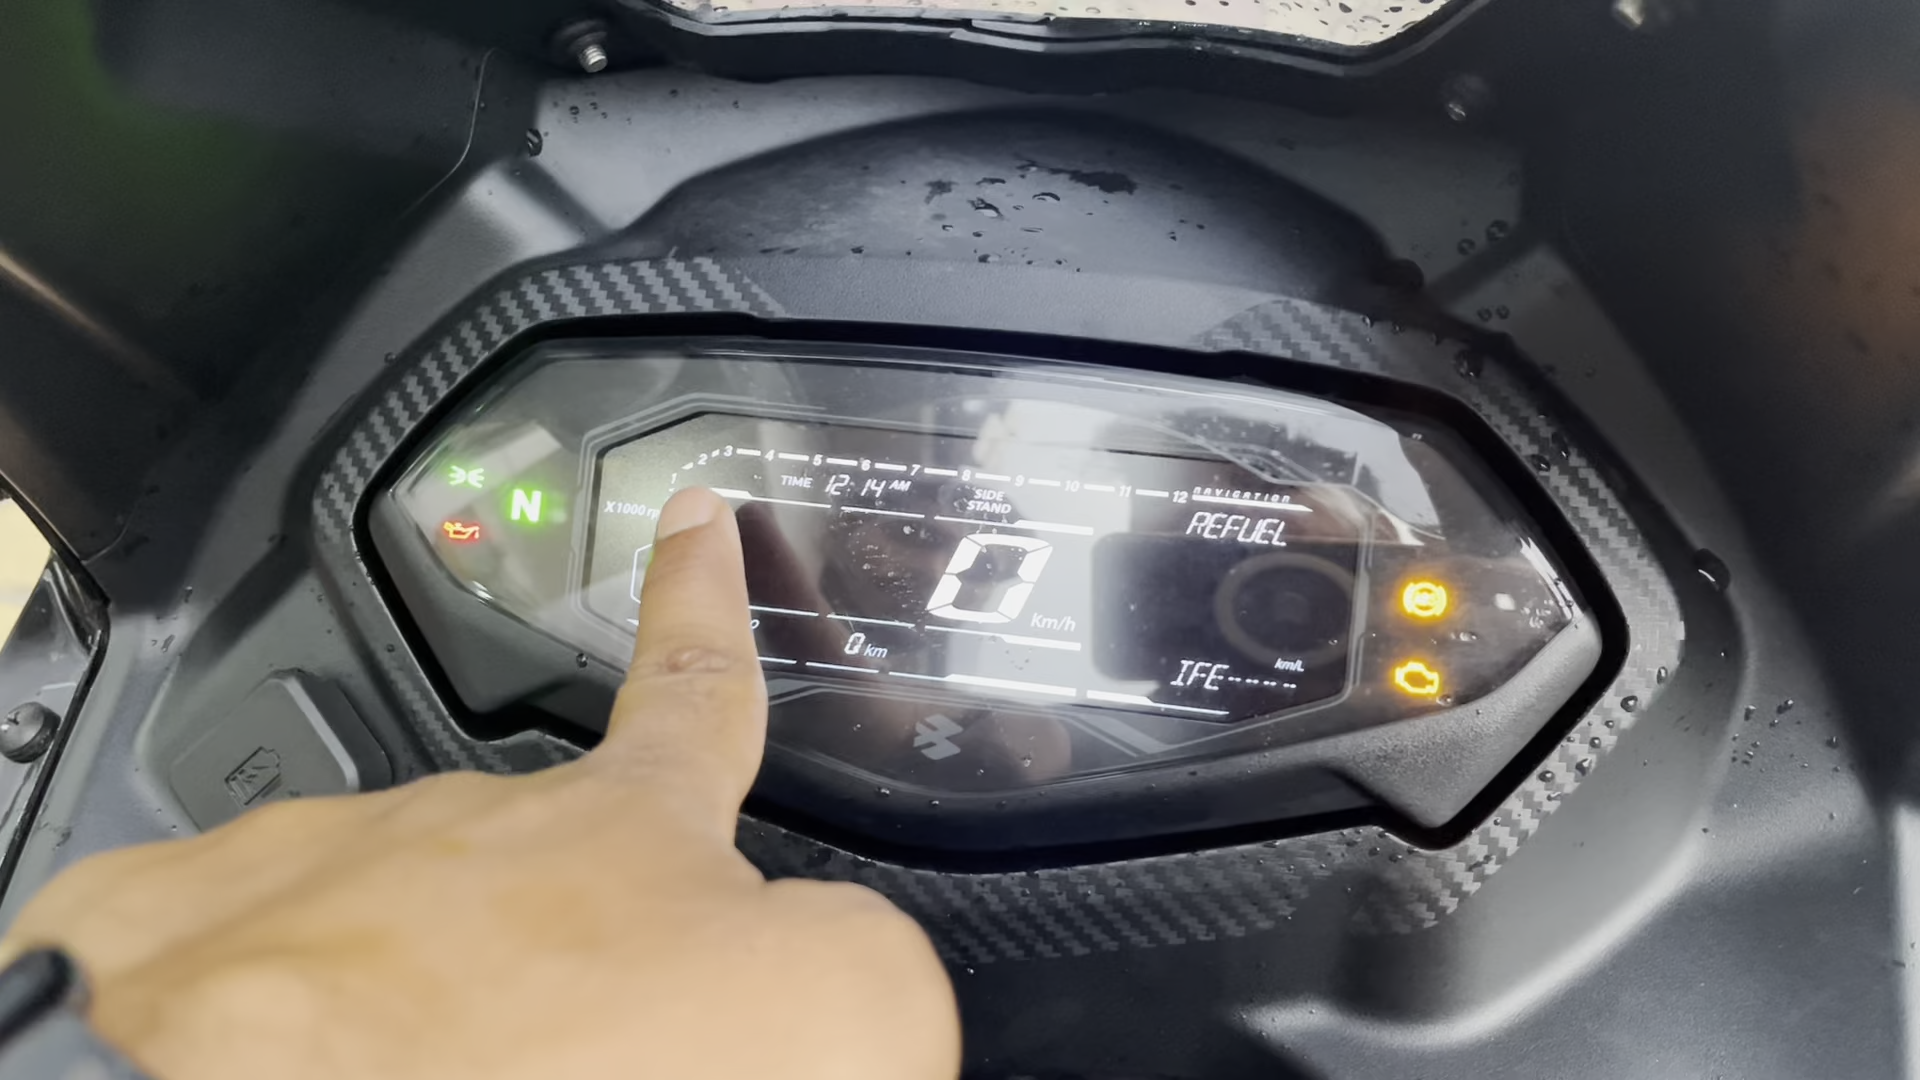 1 2 3 4 5 6 7 8 9 10 11 12
NAVIGATION
TIME 12:14 AM
SIDE
STAND
X1000
REFUEL
N
0 Km/h
0 km
km/L
IFE-----